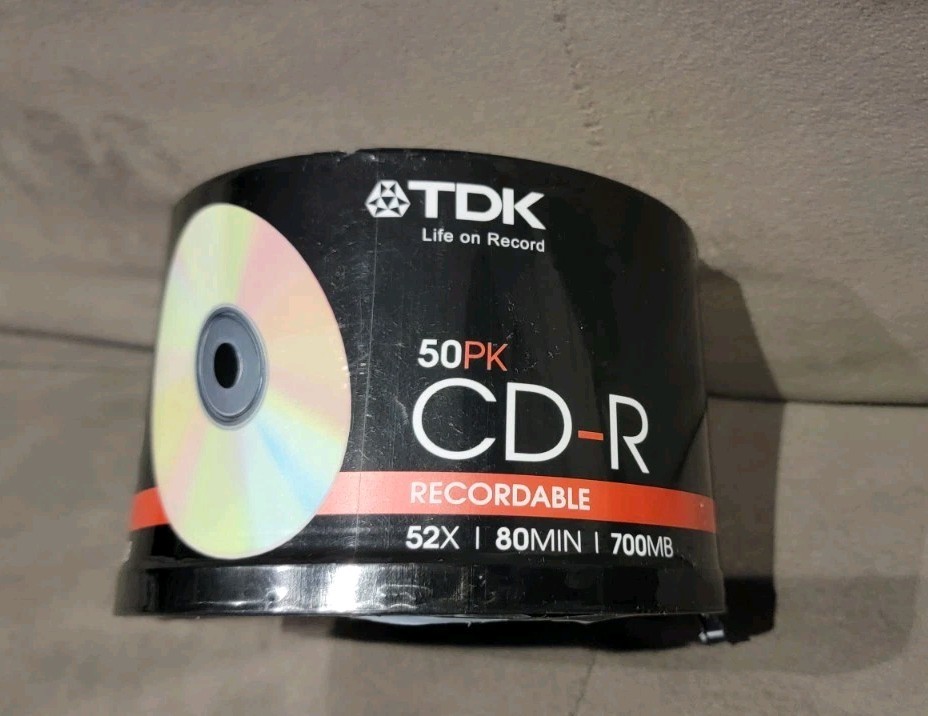 TDK
Life on Record
50PK
CD-R
RECORDABLE
52X | 80MIN | 700MB